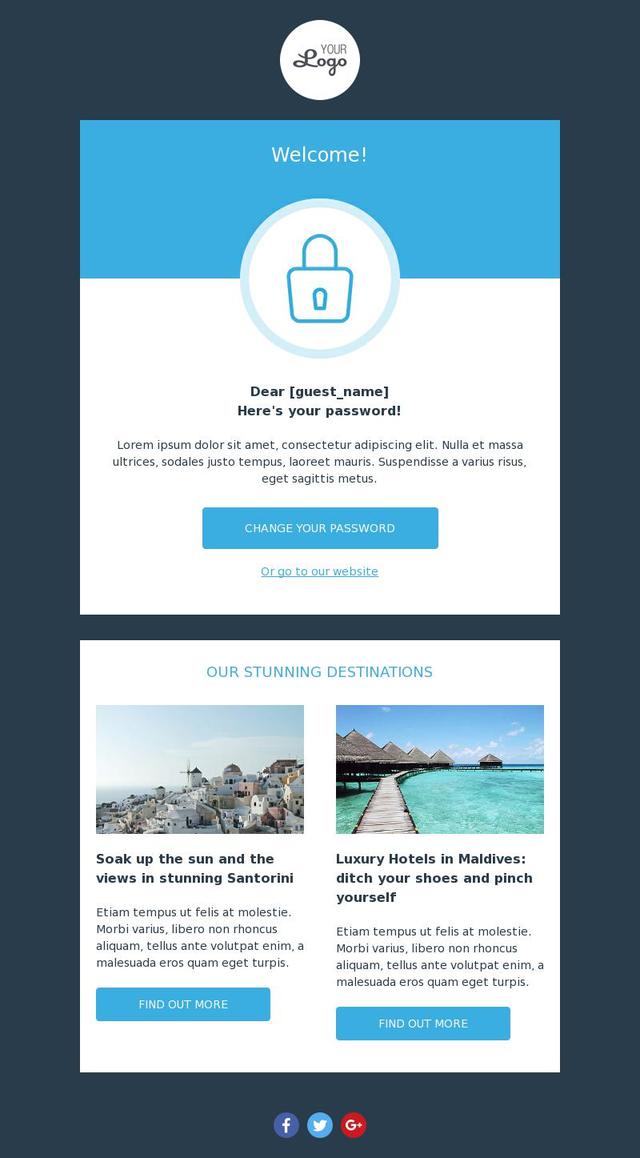 YOUR
Logo
Welcome!
Dear [guest_name]
Here's your password!
Lorem ipsum dolor sit amet, consectetur adipiscing elit. Nulla et massa
ultrices, sodales justo tempus, laoreet mauris. Suspendisse a varius risus,
eget sagittis metus.
CHANGE YOUR PASSWORD
Or go to our website
OUR STUNNING DESTINATIONS
Soak up the sun and the
views in stunning Santorini
Etiam tempus ut felis at molestie.
Morbi varius, libero non rhoncus
aliquam, tellus ante volutpat enim, a
malesuada eros quam eget turpis.
FIND OUT MORE
Luxury Hotels in Maldives:
ditch your shoes and pinch
yourself
Etiam tempus ut felis at molestie.
Morbi varius, libero non rhoncus
aliquam, tellus ante volutpat enim, a
malesuada eros quam eget turpis.
FIND OUT MORE